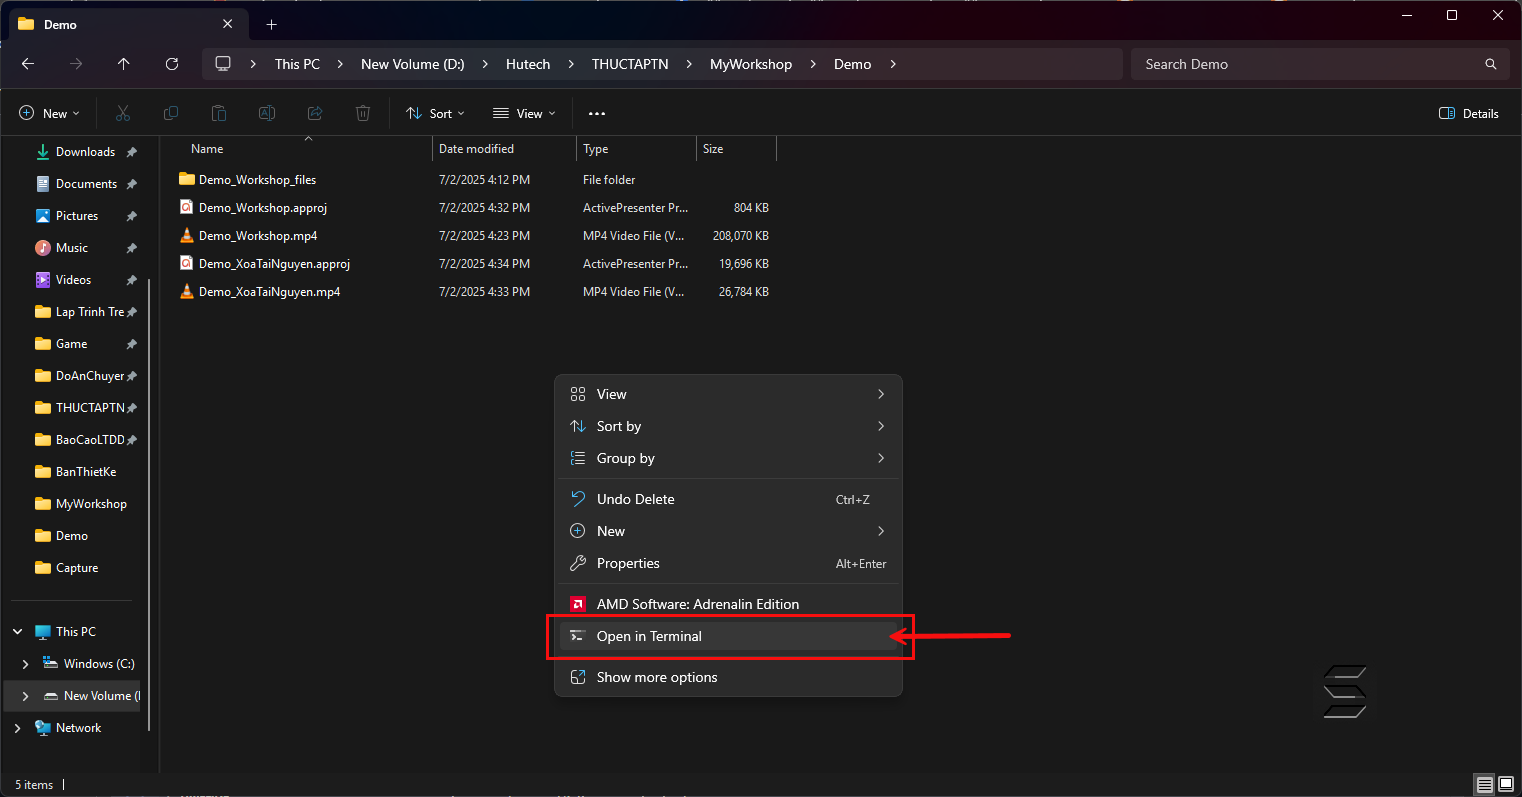 Demo
This PC
New Volume (D:)
Hutech
THUCTAPTN
MyWorkshop
Demo
Search Demo
New
Sort
View
Details
Name Date modified Type Size
Demo_Workshop_files 7/2/2025 4:12 PM File folder
Demo_Workshop.approj 7/2/2025 4:32 PM ActivePresenter Pr... 804 KB
Demo_Workshop.mp4 7/2/2025 4:23 PM MP4 Video File (V... 208,070 KB
Demo_XoaTaiNguyen.approj 7/2/2025 4:34 PM ActivePresenter Pr... 19,696 KB
Demo_XoaTaiNguyen.mp4 7/2/2025 4:33 PM MP4 Video File (V... 26,784 KB
Downloads
Documents
Pictures
Music
Videos
Lap Trinh Tre
Game
DoAnChuyer
THUCTAPTN
BaoCaoLTDD
BanThietKe
MyWorkshop
Demo
Capture
This PC
Windows (C:)
New Volume (
Network
View
Sort by
Group by
Undo Delete Ctrl+Z
New
Properties Alt+Enter
AMD Software: Adrenalin Edition
Open in Terminal
Show more options
5 items